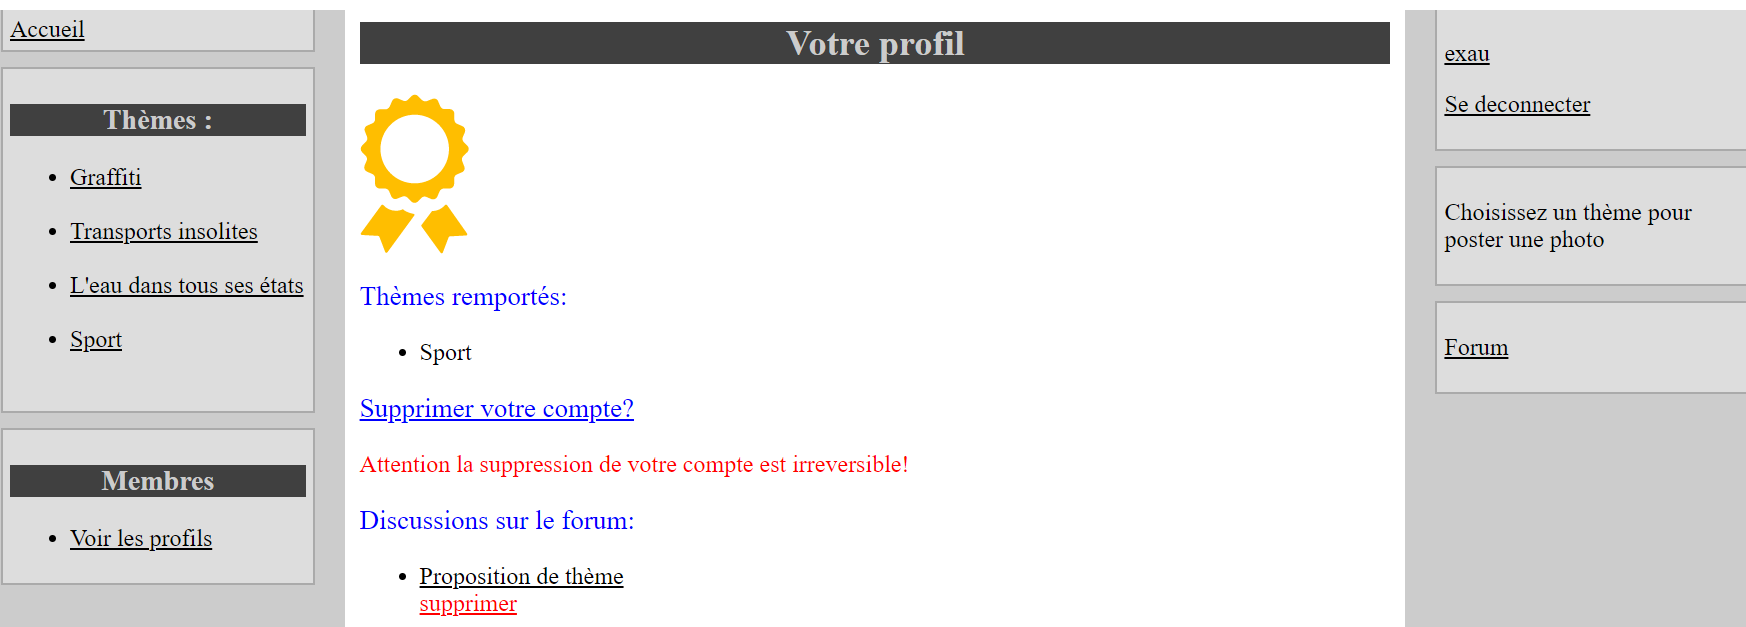 Accueil
Thèmes :
Graffiti
Transports insolites
L'eau dans tous ses états
Sport
Membres
Voir les profils
Votre profil
Thèmes remportés:
Sport
Supprimer votre compte?
Attention la suppression de votre compte est irreversible!
Discussions sur le forum:
Proposition de thème
supprimer
exau
Se deconnecter
Choisissez un thème pour
poster une photo
Forum